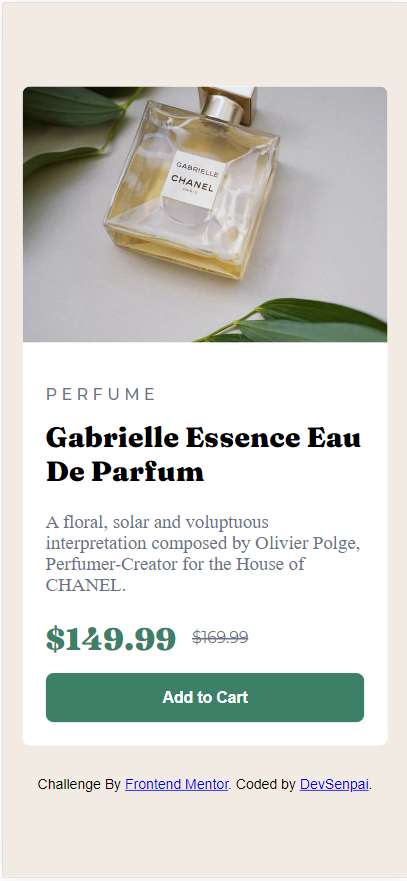 GABRIELLE
CHANEL
PARIS
PERFUME
Gabrielle Essence Eau
De Parfum
A floral, solar and voluptuous
interpretation composed by Olivier Polge,
Perfumer-Creator for the House of
CHANEL.
$149.99 $169.99
Add to Cart
Challenge By Frontend Mentor. Coded by DevSenpai.